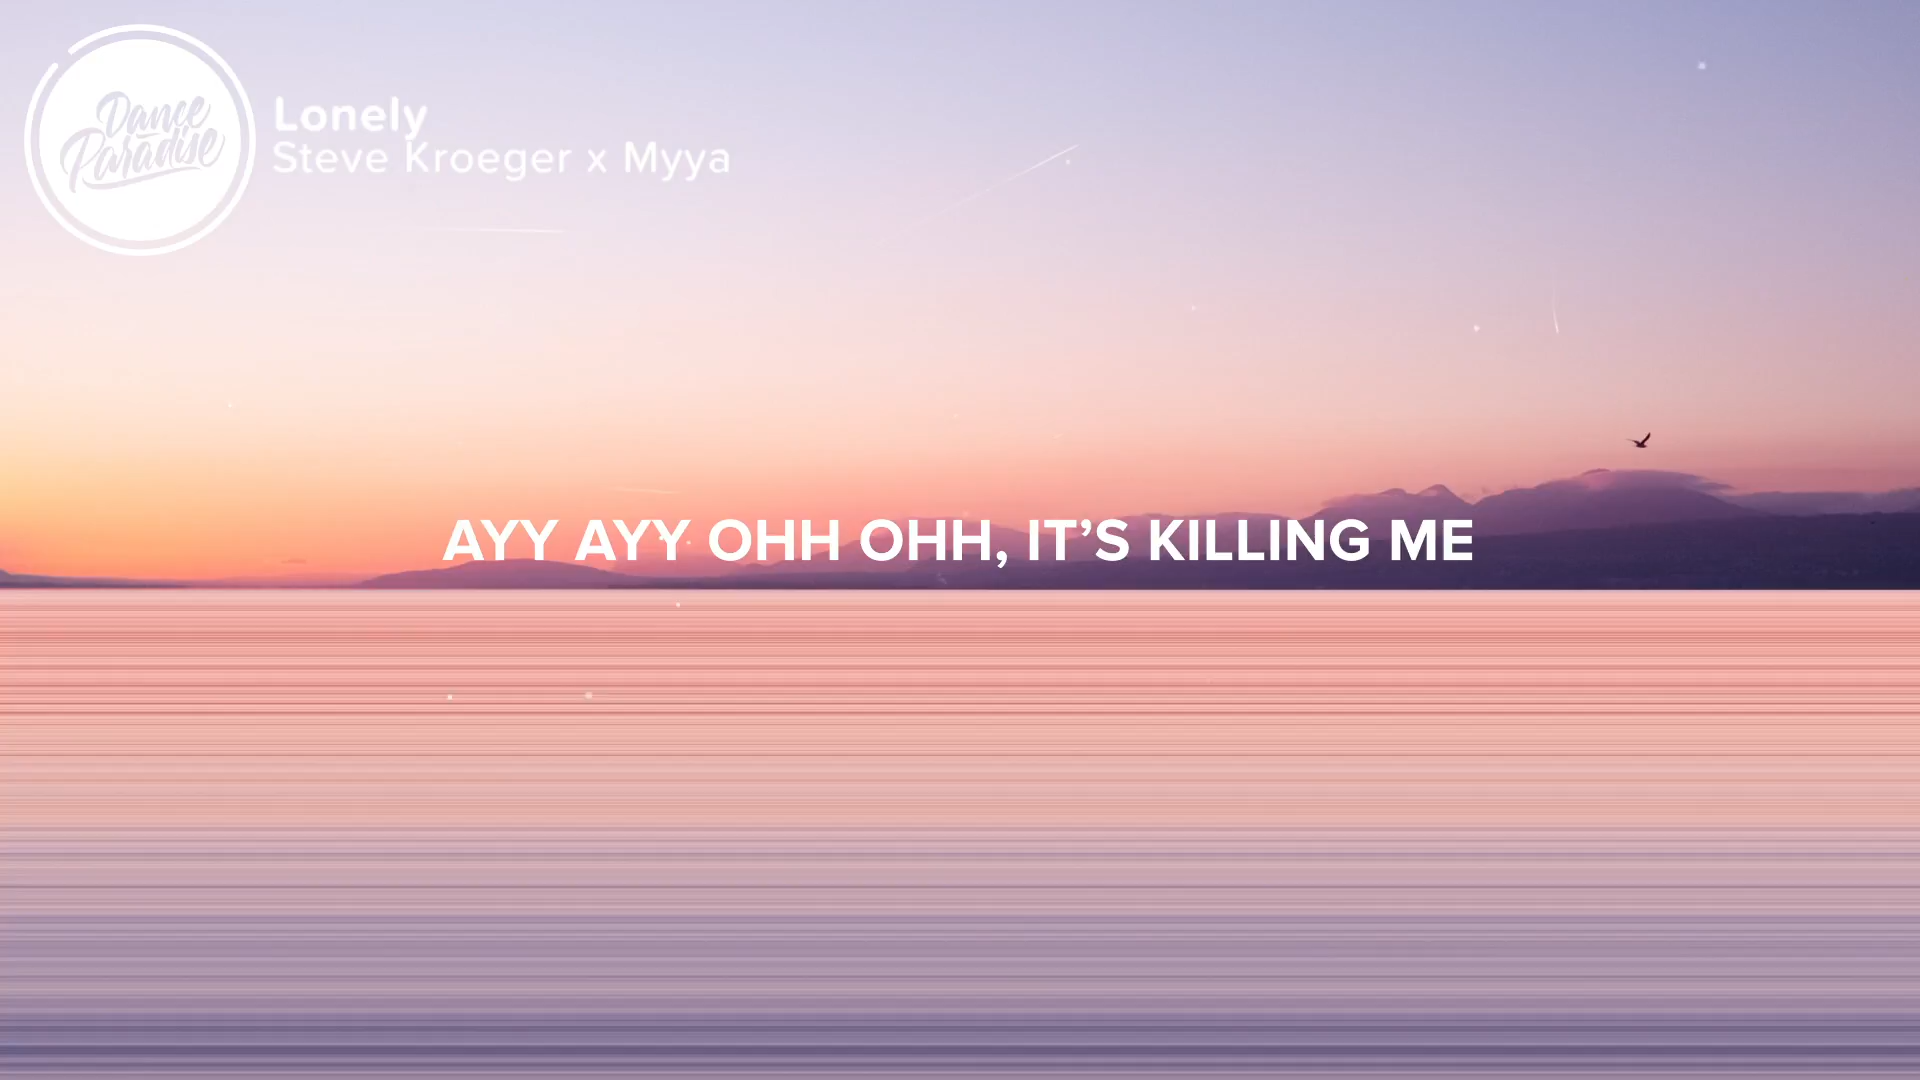 Dance
Paradise
Lonely
Steve Kroeger x Myya
AYY AYY OHH OHH, IT’S KILLING ME